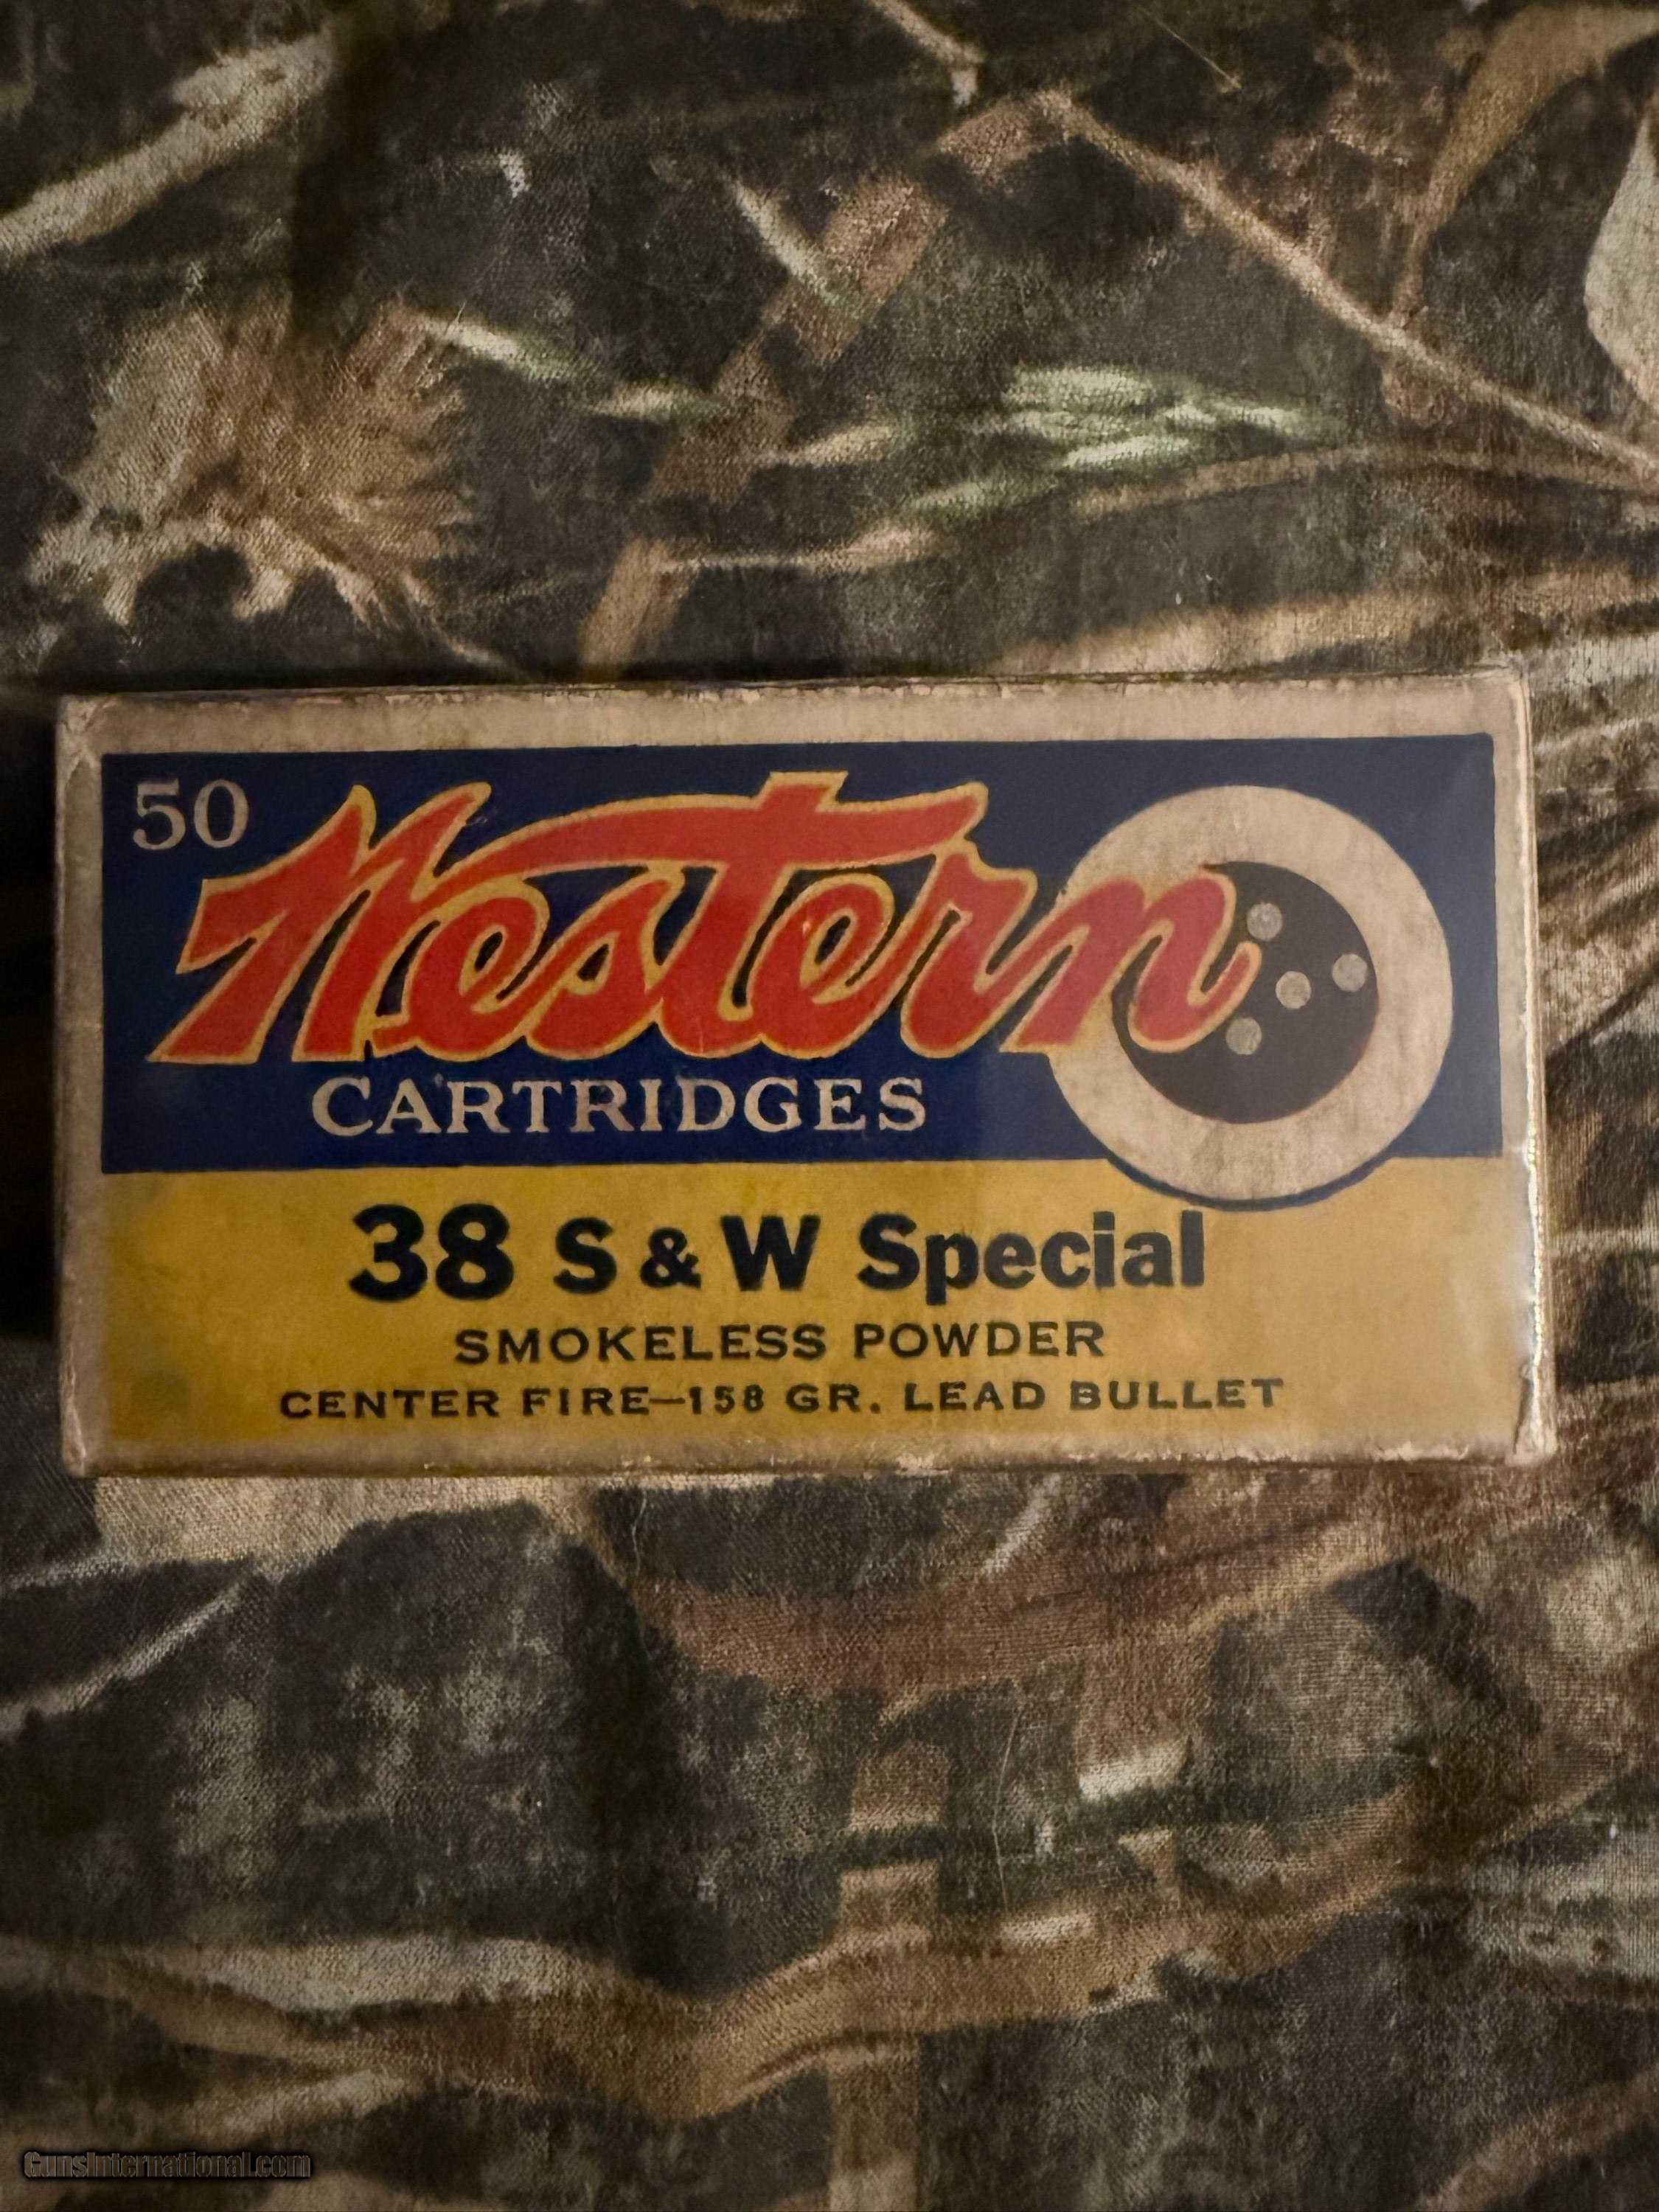 50
Western
CARTRIDGES
38 S & W Special
SMOKELESS POWDER
CENTER FIRE—158 GR. LEAD BULLET
GunsInternational.com